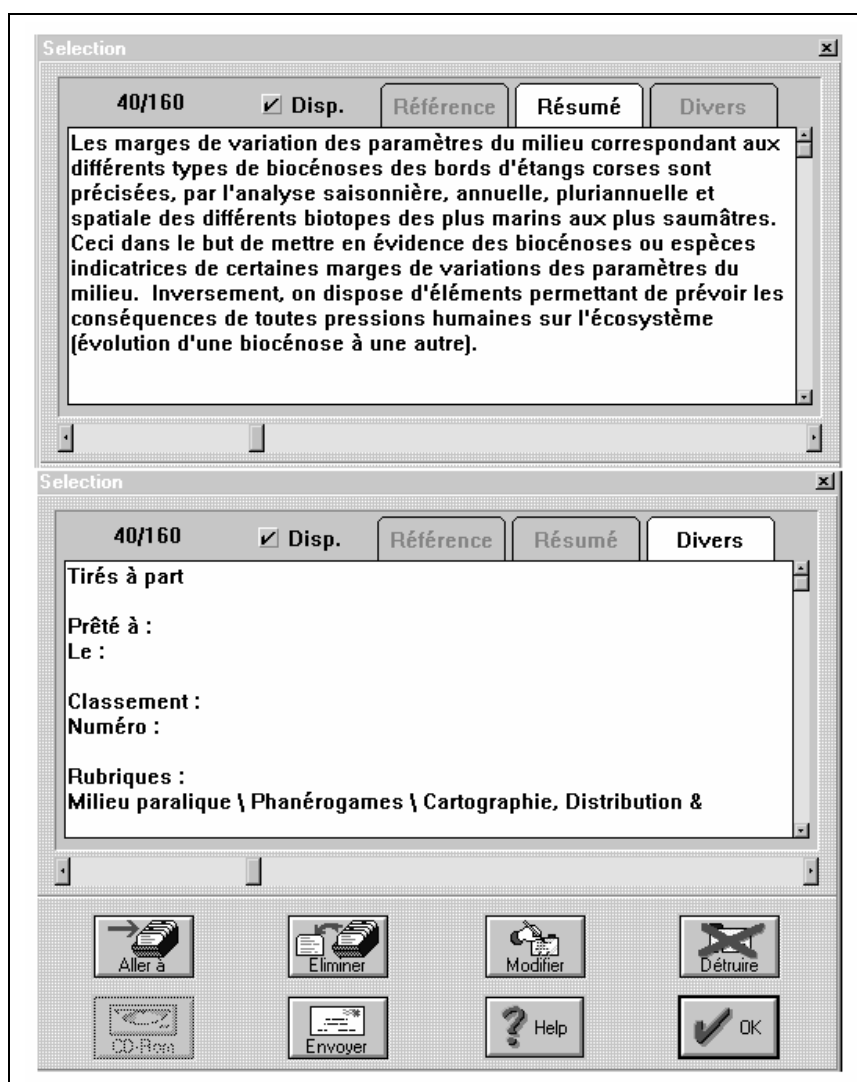 Selection
40/160 Disp. Référence Résumé Divers
Les marges de variation des paramètres du milieu correspondant aux
différents types de biocénoses des bords d'étangs corses sont
précisées, par l'analyse saisonnière, annuelle, pluriannuelle et
spatiale des différents biotopes des plus marins aux plus saumâtres.
Ceci dans le but de mettre en évidence des biocénoses ou espèces
indicatrices de certaines marges de variations des paramètres du
milieu.  Inversement, on dispose d'éléments permettant de prévoir les
conséquences de toutes pressions humaines sur l'écosystème
(évolution d'une biocénose à une autre).
Selection
40/160 Disp. Référence Résumé Divers
Tirés à part
Prêté à :
Le :
Classement :
Numéro :
Rubriques :
Milieu paralique \ Phanérogames \ Cartographie, Distribution &
Aller à Eliminer Modifier Détruire
CD-Rom Envoyer Help OK